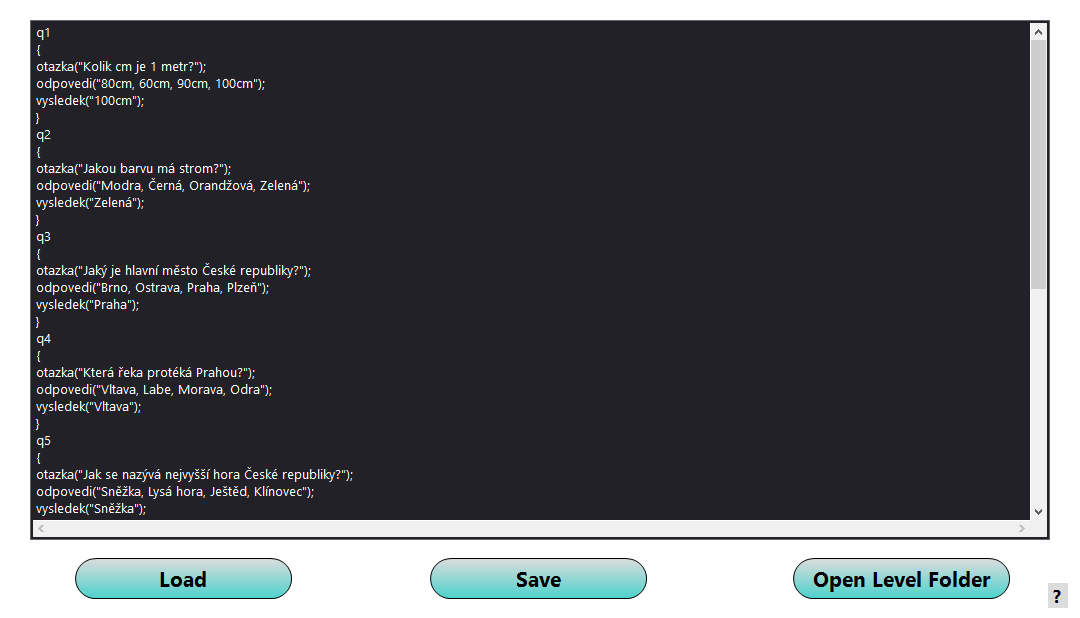 q1
{
otazka("Kolik cm je 1 metr?");
odpovedi("80cm, 60cm, 90cm, 100cm");
vysledek("100cm");
}
q2
{
otazka("Jakou barvu má strom?");
odpovedi("Modra, Černá, Orandžová, Zelená");
vysledek("Zelená");
}
q3
{
otazka("Jaký je hlavní město České republiky?");
odpovedi("Brno, Ostrava, Praha, Plzeň");
vysledek("Praha");
}
q4
{
otazka("Která řeka protéká Prahou?");
odpovedi("Vltava, Labe, Morava, Odra");
vysledek("Vltava");
}
q5
{
otazka("Jak se nazývá nejvyšší hora České republiky?");
odpovedi("Sněžka, Lysá hora, Ještěd, Klínovec");
vysledek("Sněžka");
Load
Save
Open Level Folder
?